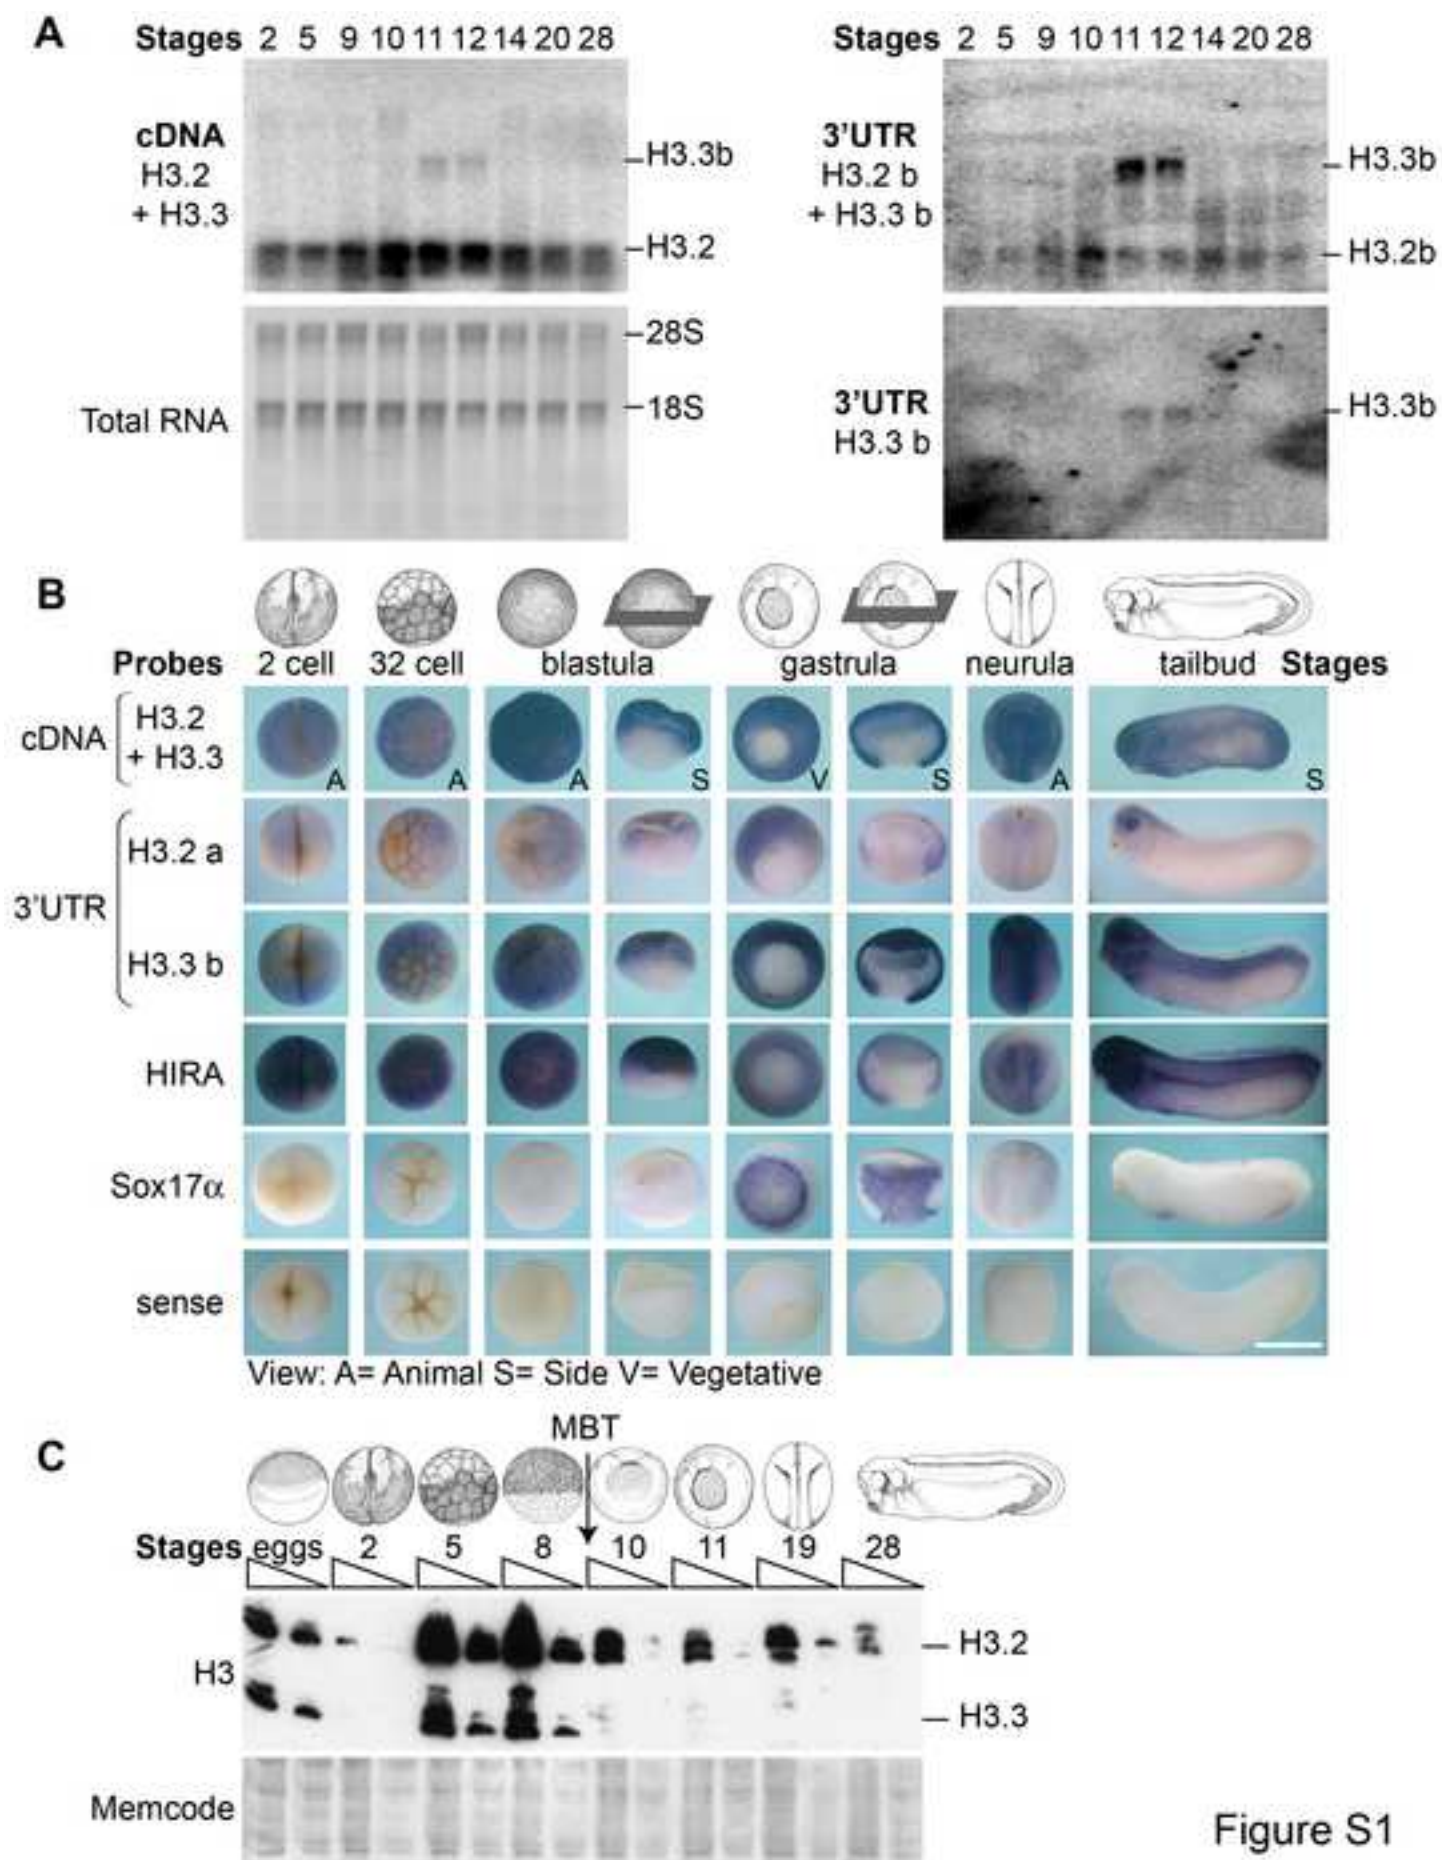 A
Stages 2 5 9 10 11 12 14 20 28
cDNA
H3.2
+ H3.3
H3.3b
H3.2
Total RNA
28S
18S
Stages 2 5 9 10 11 12 14 20 28
3'UTR
H3.2 b
+ H3.3 b
H3.3b
H3.2b
3'UTR
H3.3 b
H3.3b
B
Probes 2 cell 32 cell blastula gastrula neurula tailbud Stages
cDNA
H3.2
+ H3.3
A A A S V S A S
3'UTR
H3.2 a
H3.3 b
HIRA
Sox17α
sense
View: A= Animal S= Side V= Vegetative
C
MBT
Stages eggs 2 5 8 10 11 19 28
H3
H3.2
H3.3
Memcode
Figure S1